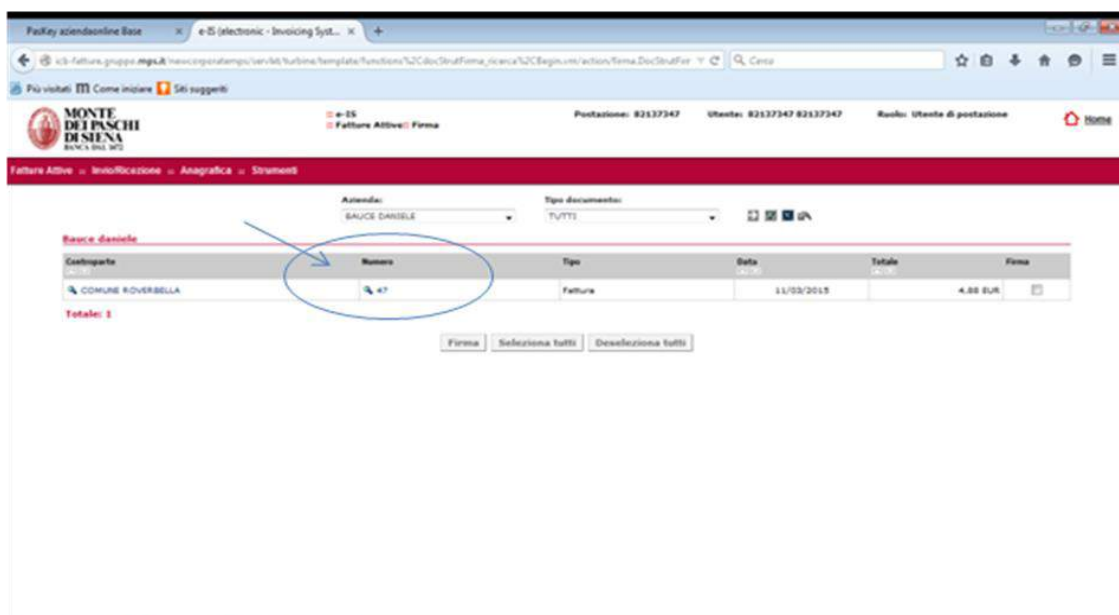 PasKey aziendaonline Base
e-IS (electronic - Invoicing Syst...
Cerca
Più visitati Come iniziare Siti suggeriti
MONTE DEI PASCHI DI SIENA
BANCA DAL 1472
e-IS
Fatture Attive Firma
Postazione: 82137347
Utente: 82137347 82137347
Ruolo: Utente di postazione
Home
Fatture Attive Invio/Ricezione Anagrafica Strumenti
Azienda: Tipo documento:
BAUCE DANIELE TUTTI
Bauce daniele
Controparte Numero Tipo Data Totale Firma
COMUNE ROVERBELLA 47 Fattura 11/03/2015 4,88 EUR
Totale: 1
Firma Seleziona tutti Deseleziona tutti